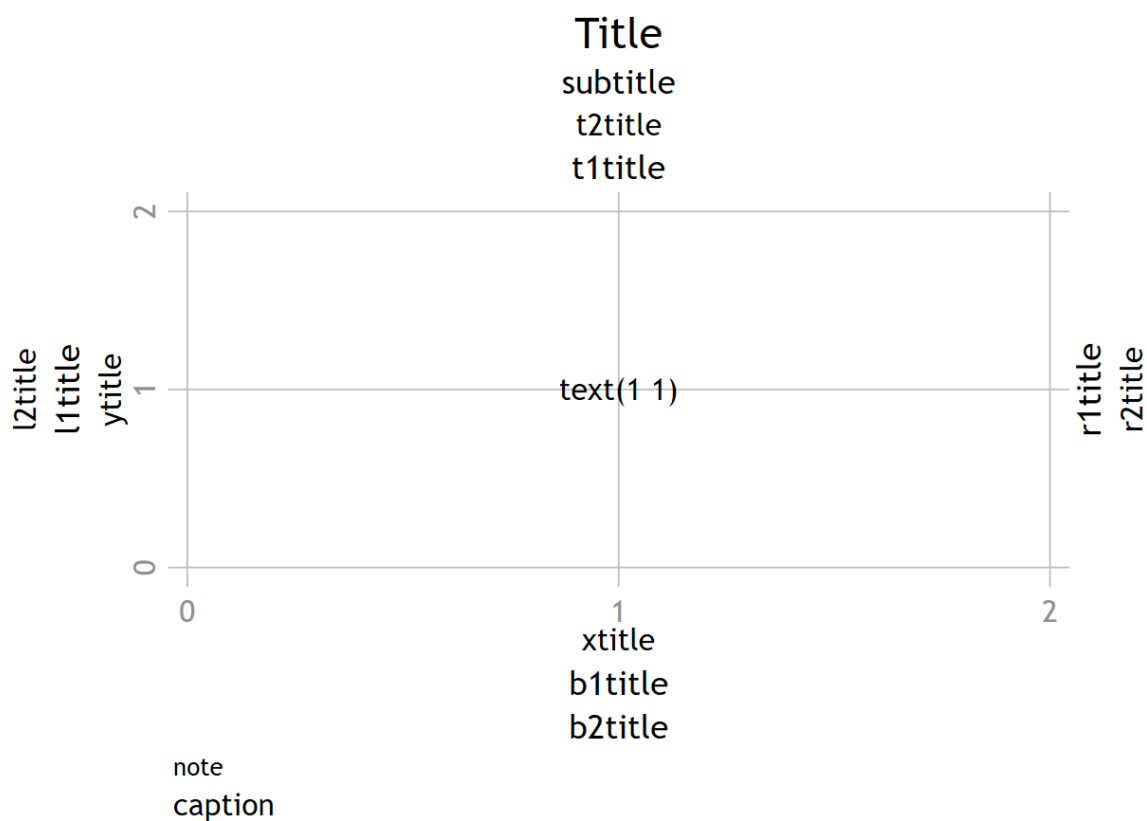 Title
subtitle
t2title
t1title
2
1
0
l2title
l1title
ytitle
text(1 1)
r1title
r2title
0 1 2
xtitle
b1title
b2title
note
caption